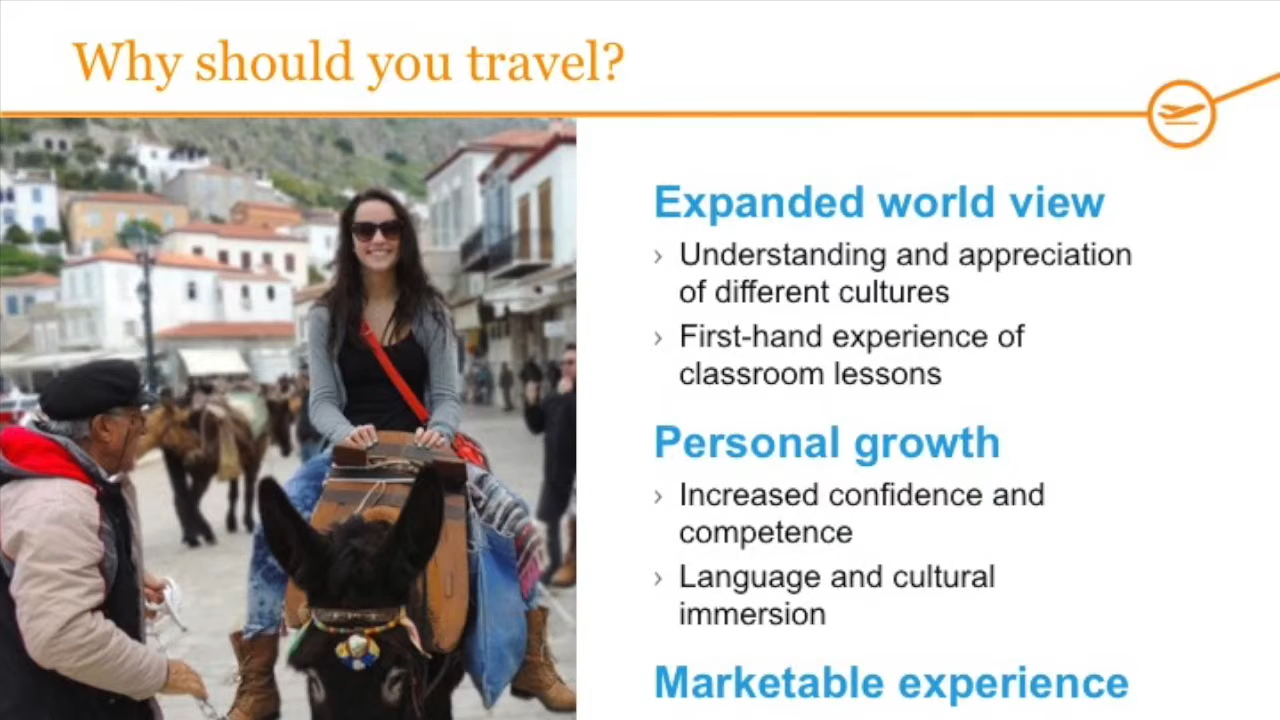 Why should you travel?
Expanded world view
› Understanding and appreciation
of different cultures
› First-hand experience of
classroom lessons
Personal growth
› Increased confidence and
competence
› Language and cultural
immersion
Marketable experience